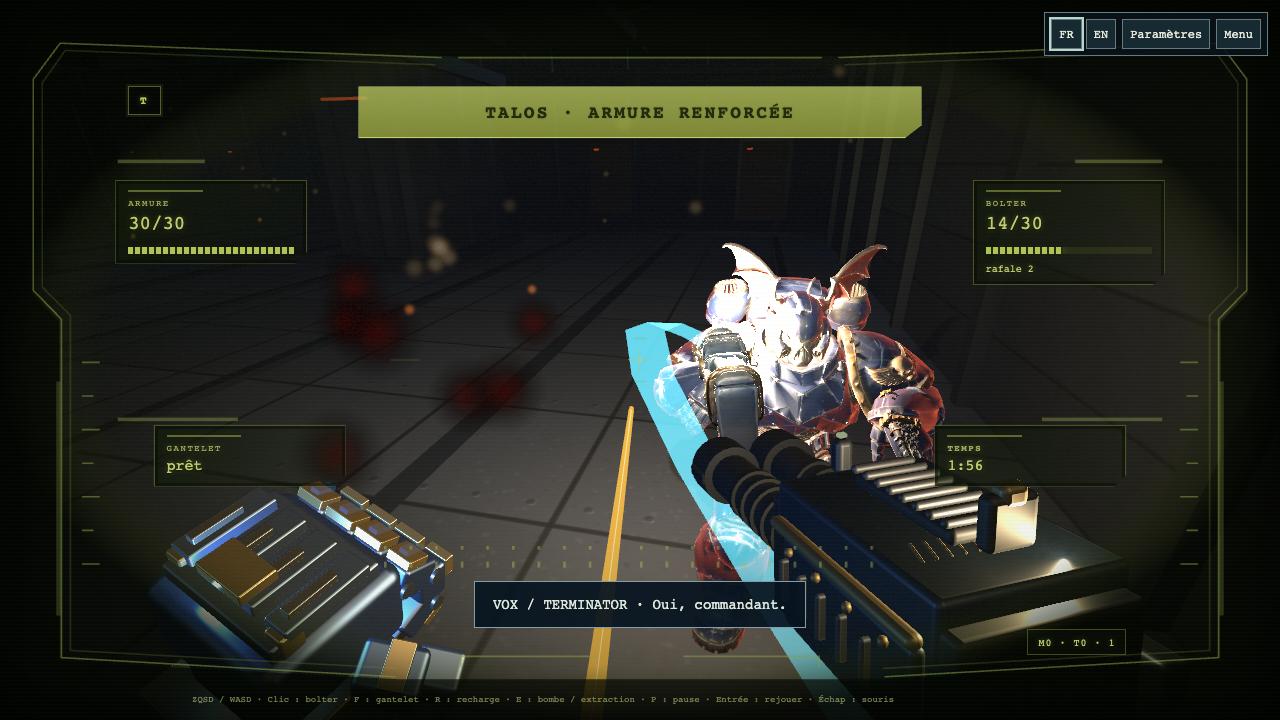 FR EN Paramètres Menu
T
TALOS · ARMURE RENFORCÉE
ARMURE
30/30
BOLTER
14/30
rafale 2
GANTELET
prêt
TEMPS
1:56
VOX / TERMINATOR · Oui, commandant.
M0 · T0 · 1
ZQSD / WASD · Clic : bolter · F : gantelet · R : recharge · E : bombe / extraction · P : pause · Entrée : rejouer · Échap : souris